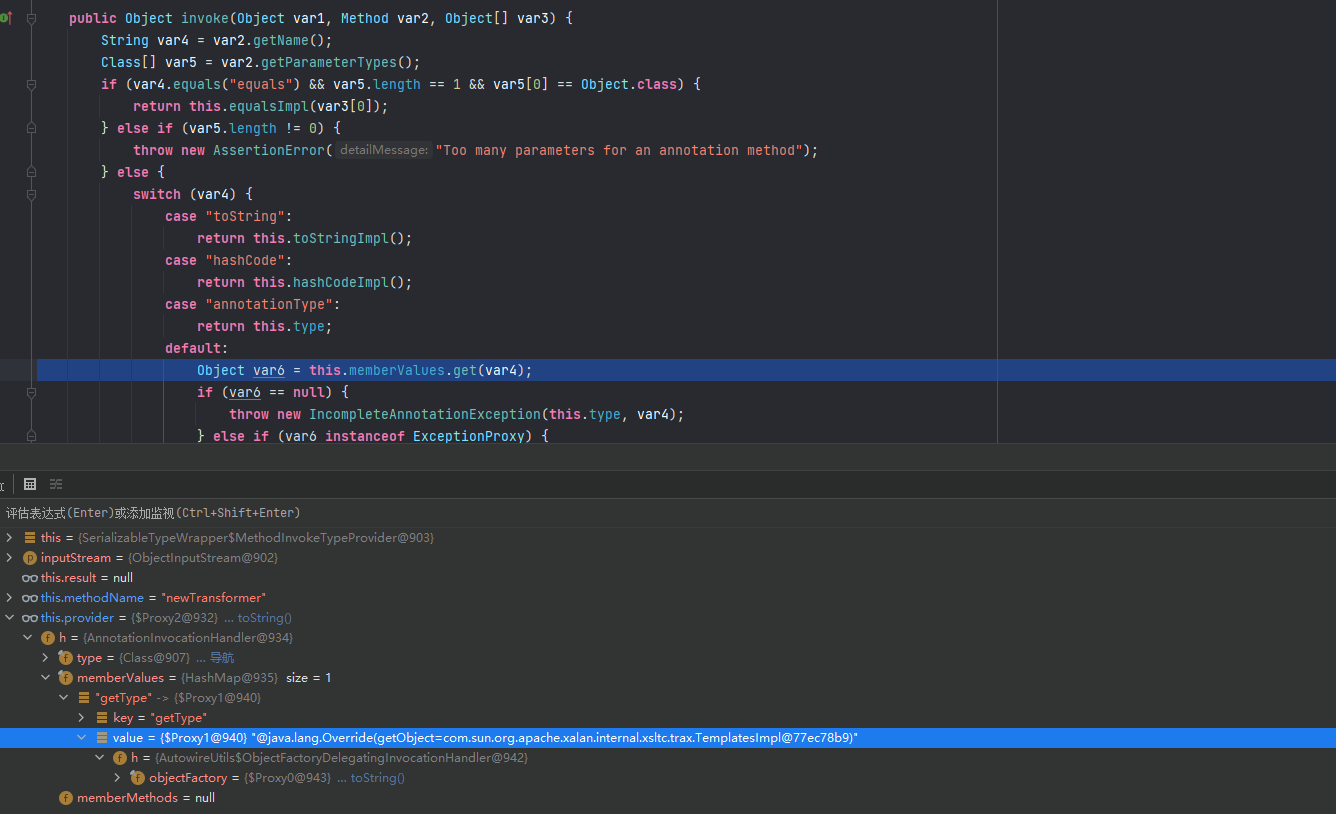 public Object invoke(Object var1, Method var2, Object[] var3) {
String var4 = var2.getName();
Class[] var5 = var2.getParameterTypes();
if (var4.equals("equals") && var5.length == 1 && var5[0] == Object.class) {
return this.equalsImpl(var3[0]);
} else if (var5.length != 0) {
throw new AssertionError( detailMessage: "Too many parameters for an annotation method");
} else {
switch (var4) {
case "toString":
return this.toStringImpl();
case "hashCode":
return this.hashCodeImpl();
case "annotationType":
return this.type;
default:
Object var6 = this.memberValues.get(var4);
if (var6 == null) {
throw new IncompleteAnnotationException(this.type, var4);
} else if (var6 instanceof ExceptionProxy) {
评估表达式(Enter)或添加监视(Ctrl+Shift+Enter)
this = {SerializableTypeWrapper$MethodInvokeTypeProvider@903}
p inputStream = {ObjectInputStream@902}
this.result = null
this.methodName = "newTransformer"
this.provider = {$Proxy2@932} ... toString()
f h = {AnnotationInvocationHandler@934}
f type = {Class@907} ... 导航
f memberValues = {HashMap@935} size = 1
"getType" -> {$Proxy1@940}
key = "getType"
value = {$Proxy1@940} "@java.lang.Override(getObject=com.sun.org.apache.xalan.internal.xsltc.trax.TemplatesImpl@77ec78b9)"
f h = {AutowireUtils$ObjectFactoryDelegatingInvocationHandler@942}
f objectFactory = {$Proxy0@943} ... toString()
f memberMethods = null